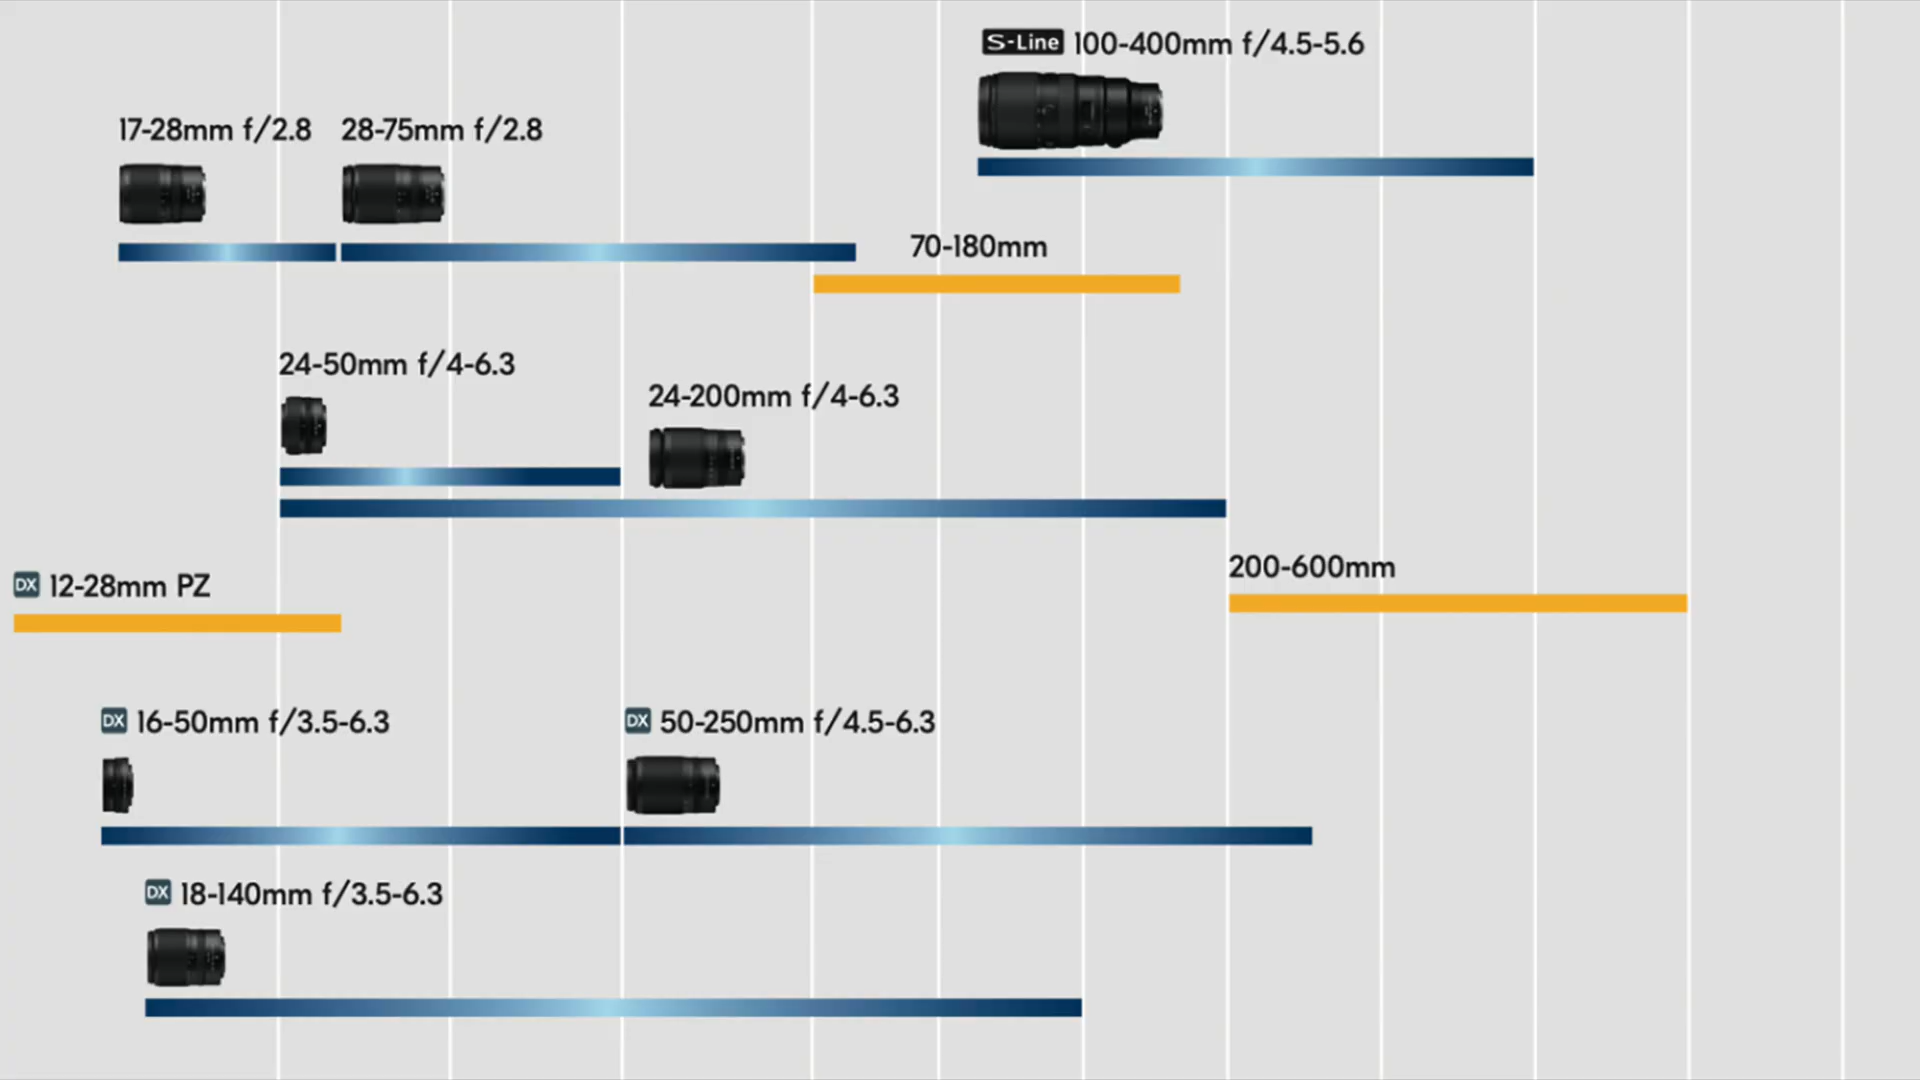 S-Line 100-400mm f/4.5-5.6
17-28mm f/2.8
28-75mm f/2.8
70-180mm
24-50mm f/4-6.3
24-200mm f/4-6.3
200-600mm
DX 12-28mm PZ
DX 16-50mm f/3.5-6.3
DX 50-250mm f/4.5-6.3
DX 18-140mm f/3.5-6.3